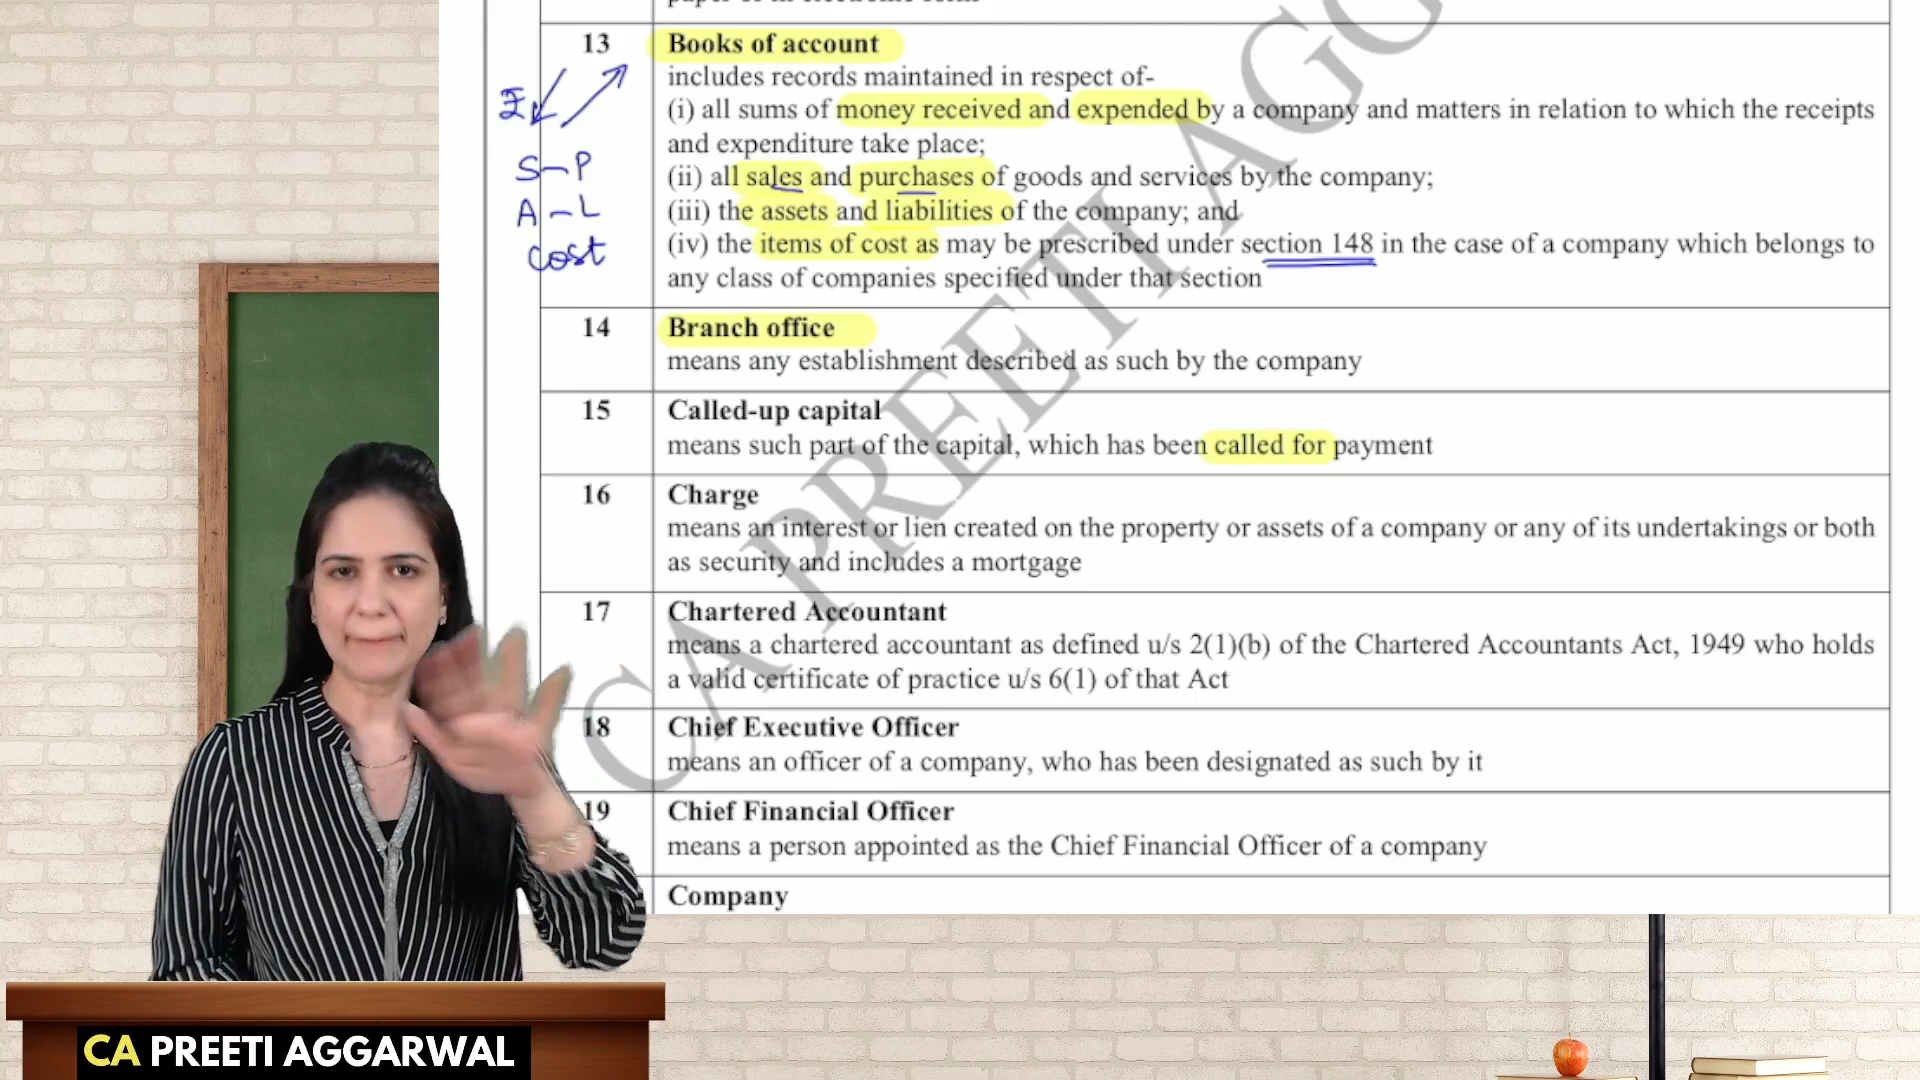 13
Books of account
includes records maintained in respect of-
(i) all sums of money received and expended by a company and matters in relation to which the receipts
and expenditure take place;
(ii) all sales and purchases of goods and services by the company;
(iii) the assets and liabilities of the company; and
(iv) the items of cost as may be prescribed under section 148 in the case of a company which belongs to
any class of companies specified under that section
₹
S-P
A-L
Cost
14
Branch office
means any establishment described as such by the company
15
Called-up capital
means such part of the capital, which has been called for payment
16
Charge
means an interest or lien created on the property or assets of a company or any of its undertakings or both
as security and includes a mortgage
17
Chartered Accountant
means a chartered accountant as defined u/s 2(1)(b) of the Chartered Accountants Act, 1949 who holds
a valid certificate of practice u/s 6(1) of that Act
18
Chief Executive Officer
means an officer of a company, who has been designated as such by it
19
Chief Financial Officer
means a person appointed as the Chief Financial Officer of a company
Company
CA PREETI AGG
CA PREETI AGGARWAL